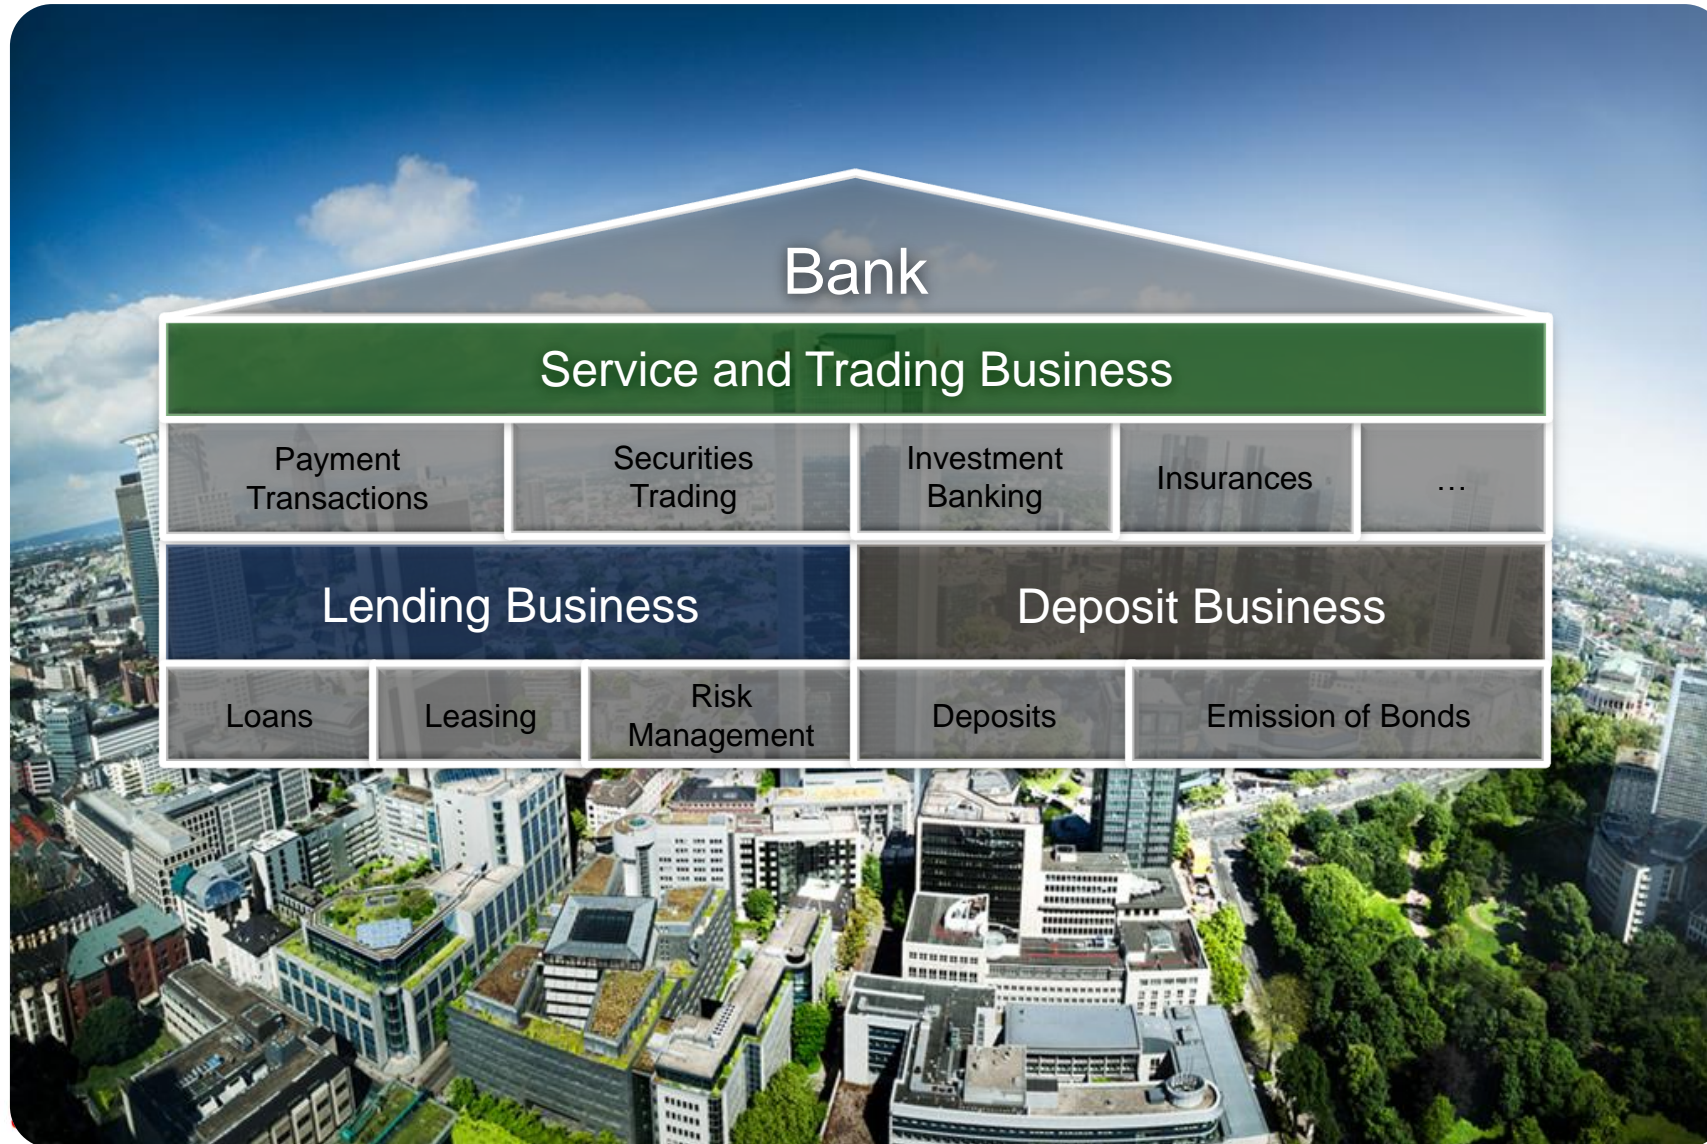 Bank
Service and Trading Business
Payment
Transactions
Securities
Trading
Investment
Banking
Insurances
…
Lending Business
Deposit Business
Loans
Leasing
Risk
Management
Deposits
Emission of Bonds